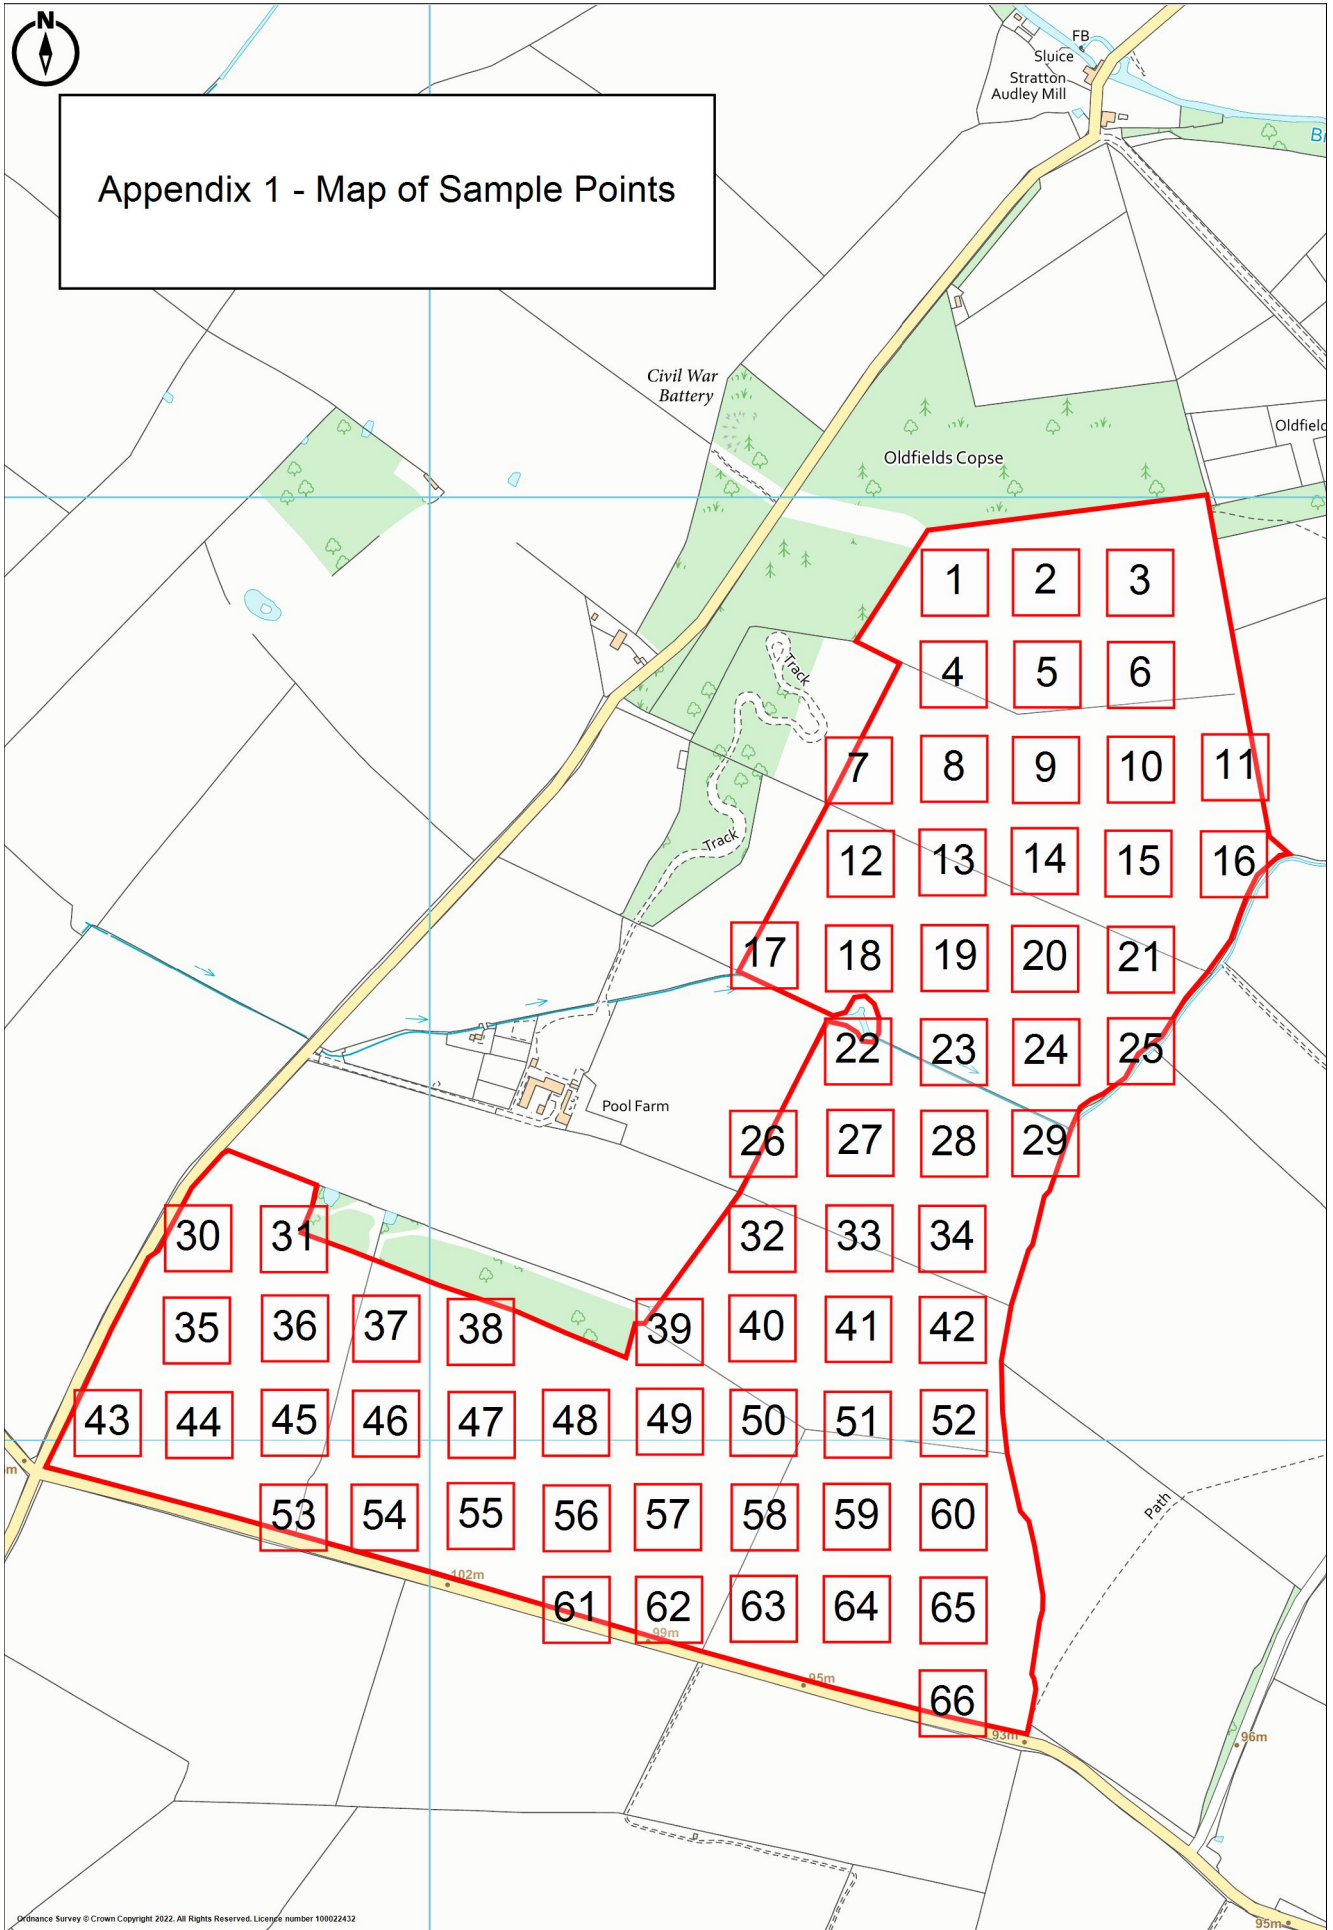 N
FB
Sluice
Stratton
Audley Mill
Appendix 1 - Map of Sample Points
Civil War
Battery
Oldfields Copse
1 2 3
Track
4 5 6
7 8 9 10 11
Track
12 13 14 15 16
17 18 19 20 21
22 23 24 25
Pool Farm
26 27 28 29
30 31 32 33 34
35 36 37 38 39 40 41 42
43 44 45 46 47 48 49 50 51 52
Path
53 54 55 56 57 58 59 60
102m
61 62 63 64 65
99m
95m
66
93m
96m
Ordnance Survey © Crown Copyright 2022. All Rights Reserved. Licence number 100022432
95m